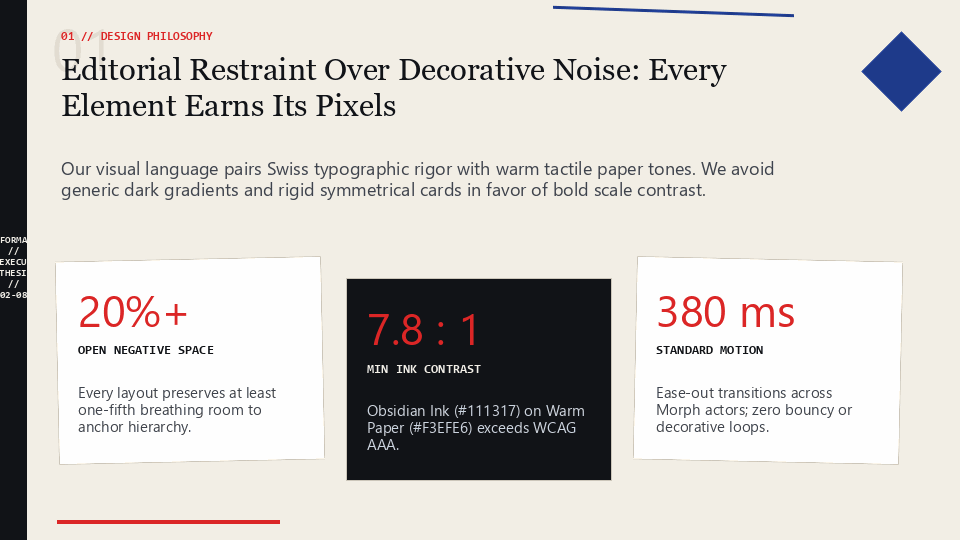 01
01 // DESIGN PHILOSOPHY
Editorial Restraint Over Decorative Noise: Every
Element Earns Its Pixels
Our visual language pairs Swiss typographic rigor with warm tactile paper tones. We avoid
generic dark gradients and rigid symmetrical cards in favor of bold scale contrast.
FORMA
//
EXECU
THESI
//
02-08
20%+
OPEN NEGATIVE SPACE
Every layout preserves at least
one-fifth breathing room to
anchor hierarchy.
7.8 : 1
MIN INK CONTRAST
Obsidian Ink (#111317) on Warm
Paper (#F3EFE6) exceeds WCAG
AAA.
380 ms
STANDARD MOTION
Ease-out transitions across
Morph actors; zero bouncy or
decorative loops.